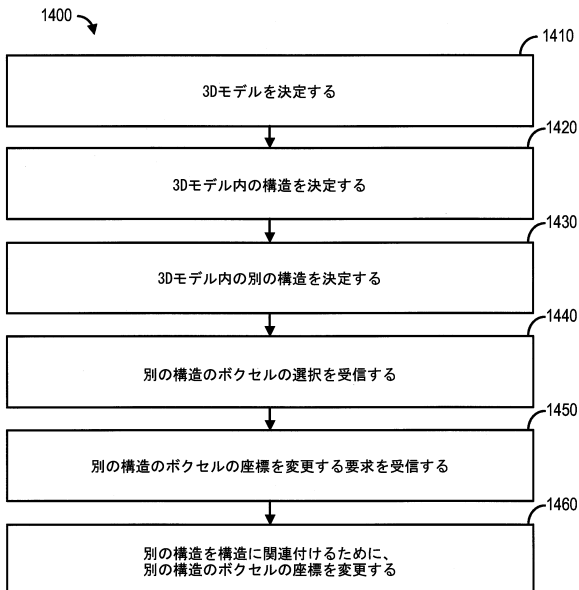 1400
1410
3Dモデルを決定する
1420
3Dモデル内の構造を決定する
1430
3Dモデル内の別の構造を決定する
1440
別の構造のボクセルの選択を受信する
1450
別の構造のボクセルの座標を変更する要求を受信する
1460
別の構造を構造に関連付けるために、
別の構造のボクセルの座標を変更する